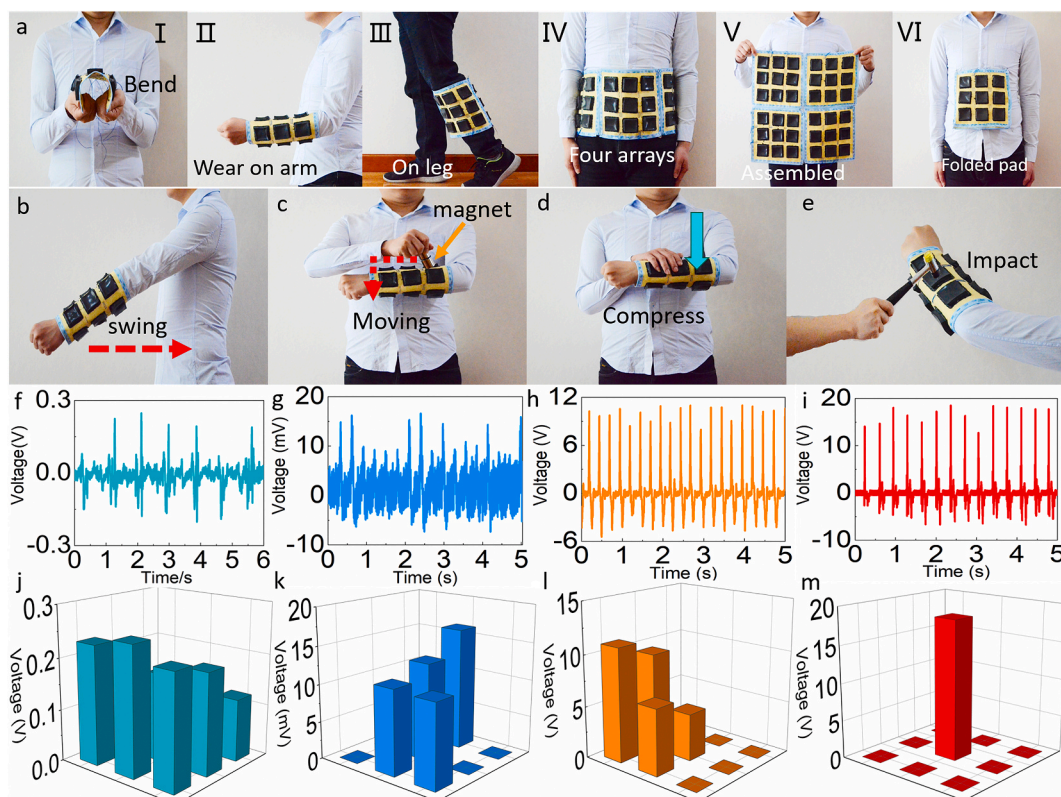 a
I
Bend
II
Wear on arm
III
On leg
IV
Four arrays
V
Assembled
VI
Folded pad
b
swing
c
magnet
Moving
d
Compress
e
Impact
f
0.3
0.0
-0.3
Voltage(V)
0 1 2 3 4 5 6
Time/s
g
20
10
0
-10
Voltage (mV)
0 1 2 3 4 5
Time (s)
h
12
6
0
-6
Voltage (V)
0 1 2 3 4 5
Time (s)
i
20
10
0
-10
Voltage (V)
0 1 2 3 4 5
Time (s)
j
0.3
0.2
0.1
0.0
Voltage (V)
k
20
15
10
5
0
Voltage (mV)
l
15
10
5
0
Voltage (V)
m
20
15
10
5
0
Voltage (V)